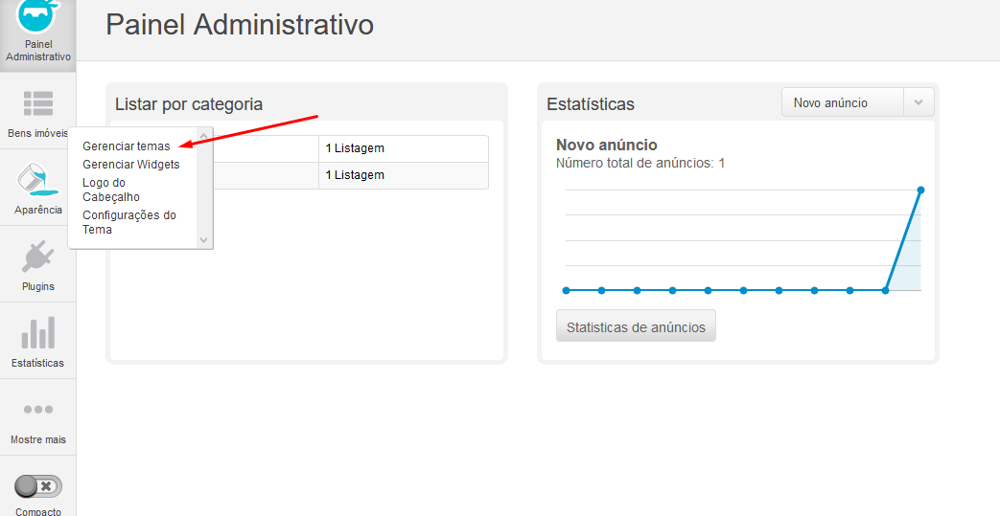 Painel Administrativo
Painel
Administrativo
Bens imóveis
Aparência
Plugins
Estatísticas
Mostre mais
Compacto
Gerenciar temas
Gerenciar Widgets
Logo do
Cabeçalho
Configurações do
Tema
Listar por categoria
1 Listagem
1 Listagem
Estatísticas
Novo anúncio
Novo anúncio
Número total de anúncios: 1
Statisticas de anúncios